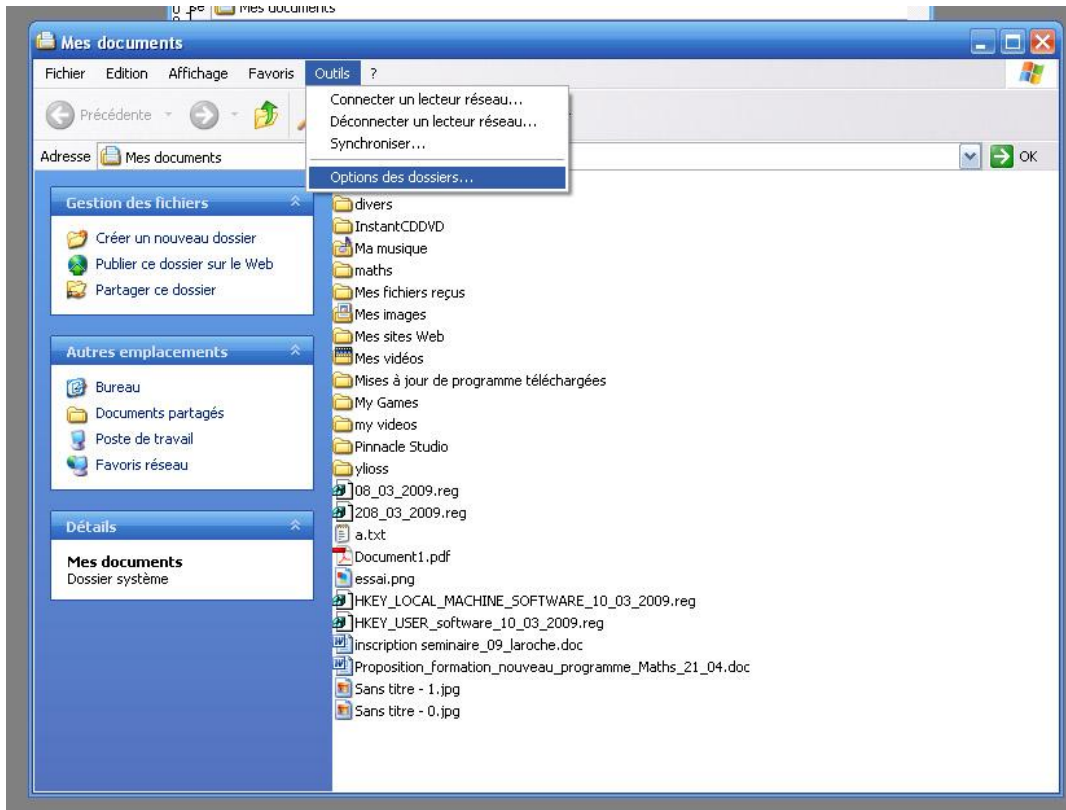 Mes documents
Mes documents
Fichier Edition Affichage Favoris Outils ?
Précédente
Connecter un lecteur réseau...
Déconnecter un lecteur réseau...
Synchroniser...
Options des dossiers...
Adresse Mes documents OK
Gestion des fichiers
Créer un nouveau dossier
Publier ce dossier sur le Web
Partager ce dossier
Autres emplacements
Bureau
Documents partagés
Poste de travail
Favoris réseau
Détails
Mes documents
Dossier système
divers
InstantCDDVD
Ma musique
maths
Mes fichiers reçus
Mes images
Mes sites Web
Mes vidéos
Mises à jour de programme téléchargées
My Games
my videos
Pinnacle Studio
ylioss
08_03_2009.reg
208_03_2009.reg
a.txt
Document1.pdf
essai.png
HKEY_LOCAL_MACHINE_SOFTWARE_10_03_2009.reg
HKEY_USER_software_10_03_2009.reg
inscription seminaire_09_laroche.doc
Proposition_formation_nouveau_programme_Maths_21_04.doc
Sans titre - 1.jpg
Sans titre - 0.jpg